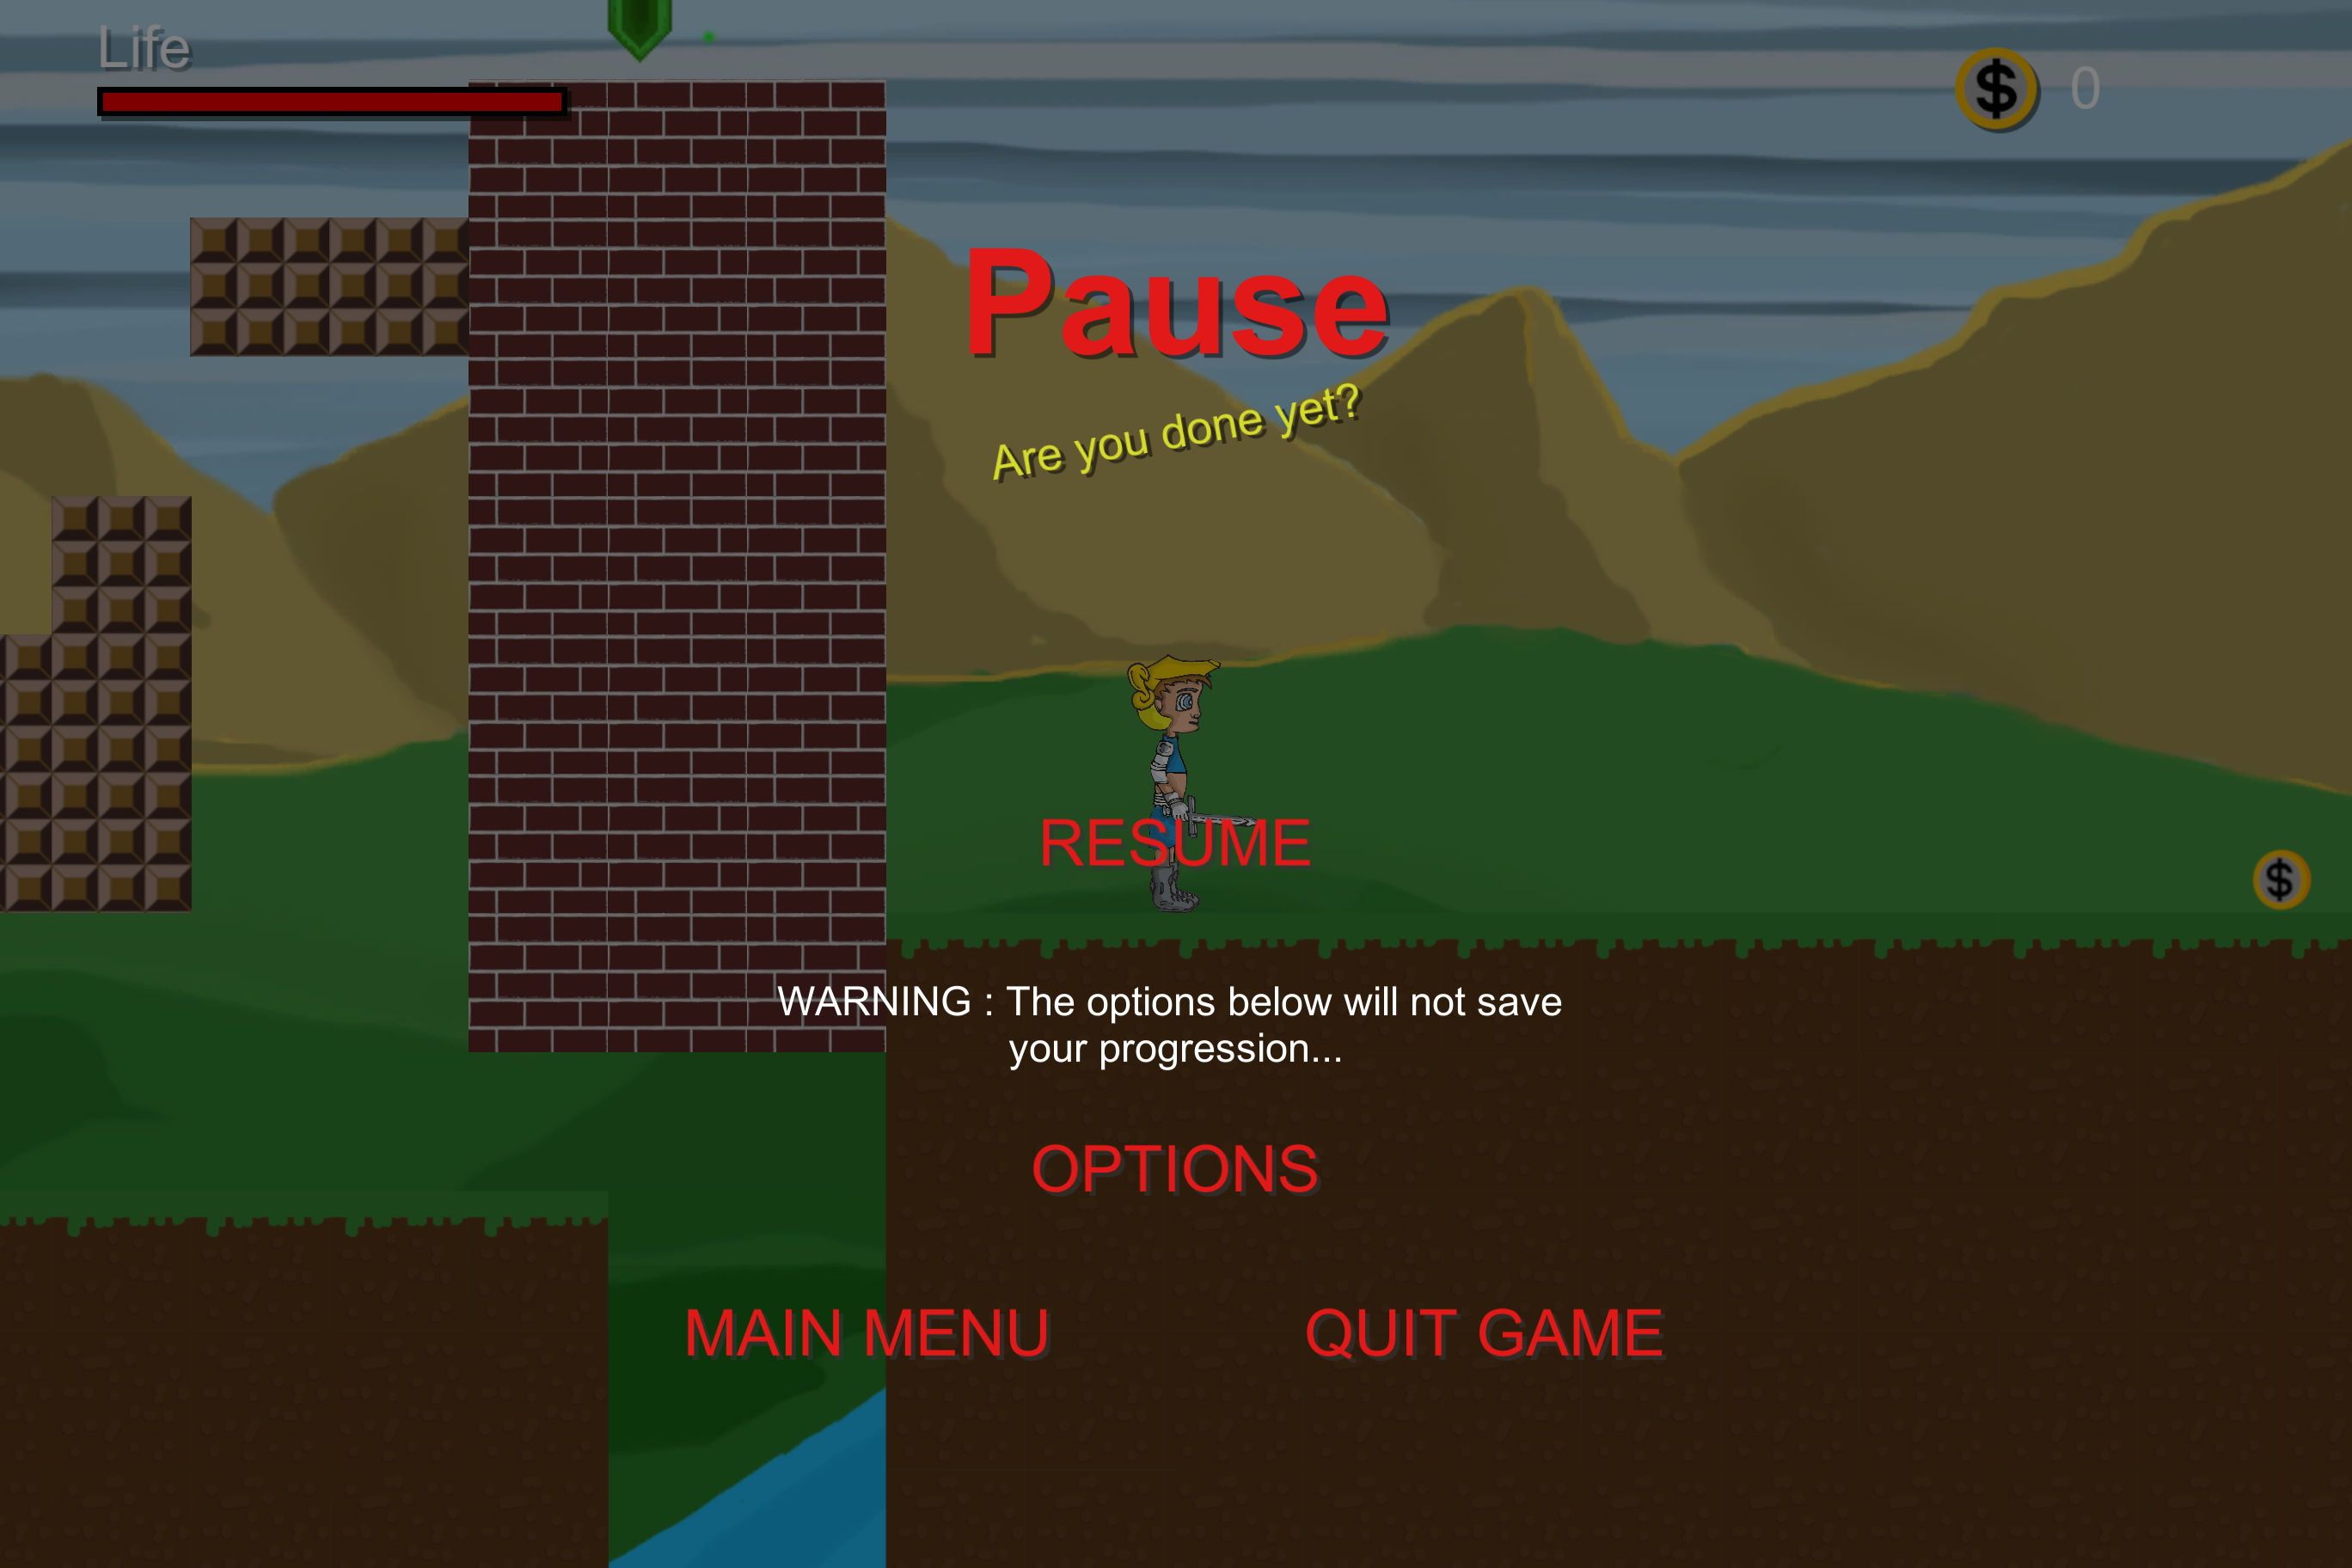 Life
$ 0
Pause
Are you done yet?
RESUME
$
WARNING : The options below will not save
your progression...
OPTIONS
MAIN MENU
QUIT GAME